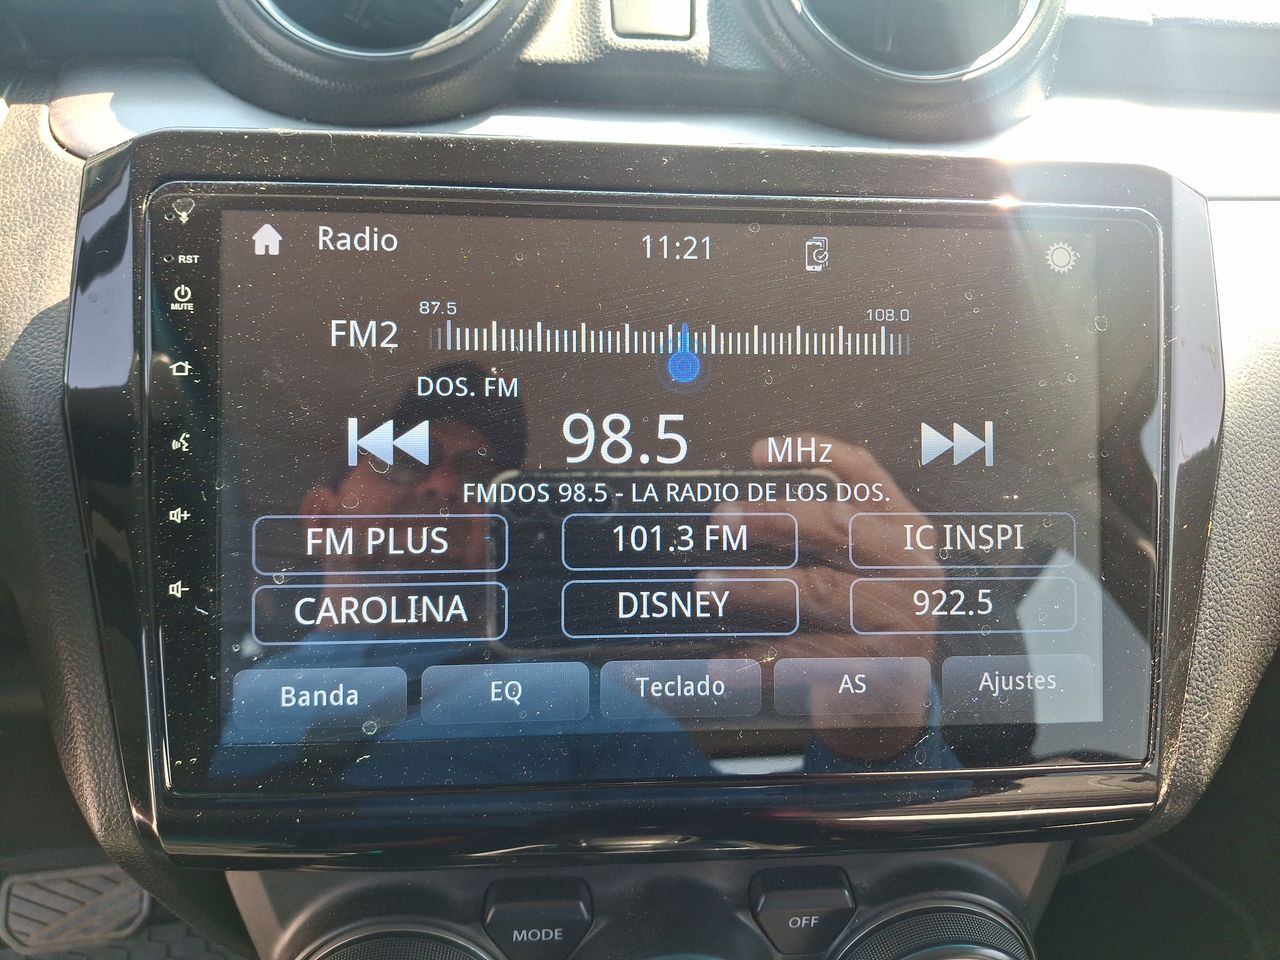 Radio
11:21
RST
MUTE
87.5
108.0
FM2
DOS. FM
98.5 MHz
FMDOS 98.5 - LA RADIO DE LOS DOS.
FM PLUS
101.3 FM
IC INSPI
CAROLINA
DISNEY
922.5
Banda
EQ
Teclado
AS
Ajustes
MODE
OFF